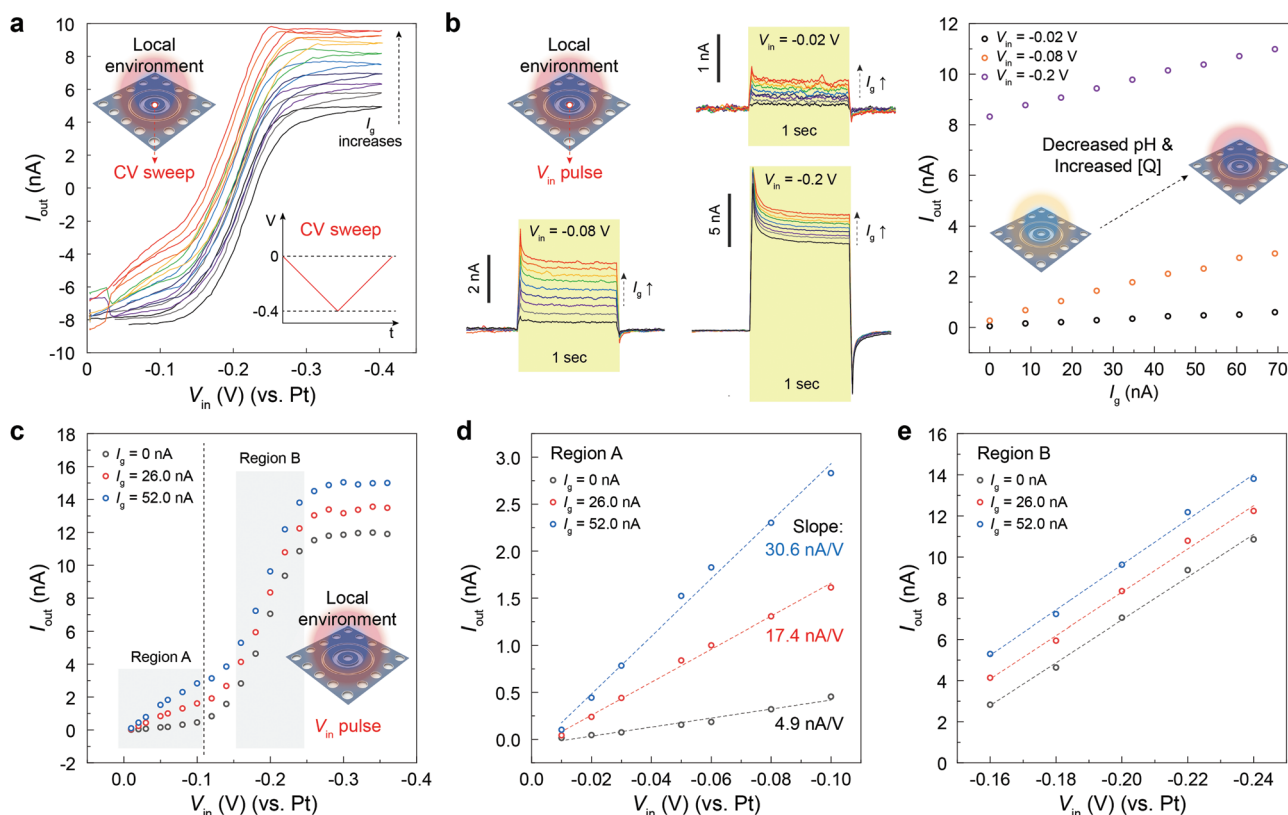 a
Local
environment
CV sweep
I_g
increases
CV sweep
V
0
-0.4
t
10
8
6
4
2
0
-2
-4
-6
-8
-10
I_out (nA)
0
-0.1
-0.2
-0.3
-0.4
V_in (V) (vs. Pt)
b
Local
environment
V_in pulse
1 nA
V_in = -0.02 V
I_g ↑
1 sec
2 nA
V_in = -0.08 V
I_g ↑
1 sec
5 nA
V_in = -0.2 V
I_g ↑
1 sec
V_in = -0.02 V
V_in = -0.08 V
V_in = -0.2 V
Decreased pH &
Increased [Q]
12
10
8
6
4
2
0
I_out (nA)
0
10
20
30
40
50
60
70
I_g (nA)
c
I_g = 0 nA
I_g = 26.0 nA
I_g = 52.0 nA
Region A
Region B
Local
environment
V_in pulse
18
16
14
12
10
8
6
4
2
0
-2
I_out (nA)
0.0
-0.1
-0.2
-0.3
-0.4
V_in (V) (vs. Pt)
d
Region A
I_g = 0 nA
I_g = 26.0 nA
I_g = 52.0 nA
Slope:
30.6 nA/V
17.4 nA/V
4.9 nA/V
3.0
2.5
2.0
1.5
1.0
0.5
0.0
I_out (nA)
0.00
-0.02
-0.04
-0.06
-0.08
-0.10
V_in (V) (vs. Pt)
e
Region B
I_g = 0 nA
I_g = 26.0 nA
I_g = 52.0 nA
16
14
12
10
8
6
4
2
0
I_out (nA)
-0.16
-0.18
-0.20
-0.22
-0.24
V_in (V) (vs. Pt)